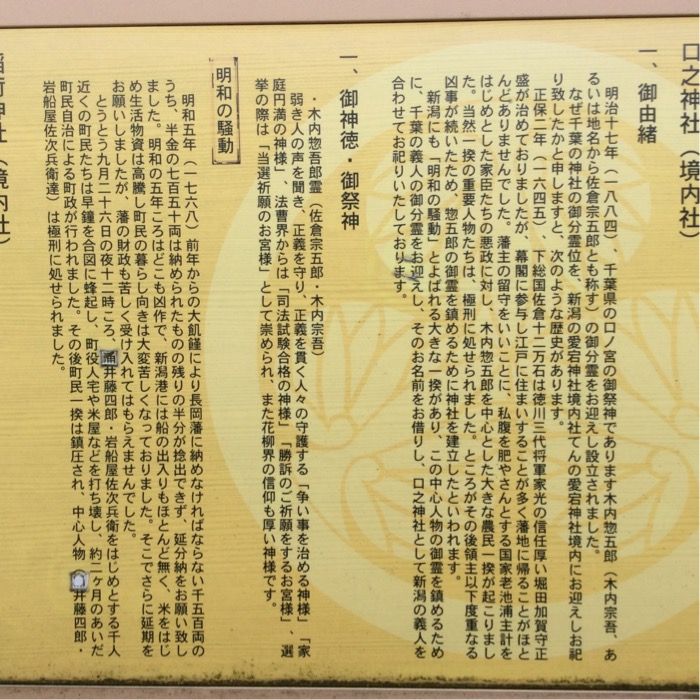 口之神社（境内社）
一、御由緒
明治十七年（一八八四）、千葉県の口ノ宮の御祭神であります木内惣五郎（木内宗吾、あ
るいは地名から佐倉宗五郎とも称す）の御分霊をお迎えし設立されました。
なぜ千葉の神社の御分霊位を、新潟の愛宕神社境内社てんの愛宕神社境内にお迎えしお祀
り致したかと申しますと、次のような歴史があります。
正保二年（一六四五）、下総国佐倉十二万石は徳川三代将軍家光の信任厚い堀田加賀守正
盛が治めておりましたが、幕閣に参与し江戸に住まいすることが多く藩地に帰ることがほと
んどありませんでした。藩主の留守をいいことに、私腹を肥やさんとする国家老池浦主計を
はじめとした家臣たちの悪政に対し、木内惣五郎を中心とした大きな農民一揆が起こりまし
た。当然一揆の重要人物たちは、極刑に処せられました。ところがその後領主以下度重なる
凶事が続いたため、惣五郎の御霊を鎮めるために神社を建立したといわれます。
新潟にも「明和の騒動」とよばれる大きな一揆があり、この中心人物の御霊を鎮めるため
に、千葉の義人の御分霊をお迎えし、そのお名前をお借りし、口之神社として新潟の義人を
合わせてお祀りいたしております。
一、御神徳・御祭神
・木内惣吾郎霊（佐倉宗五郎・木内宗吾）
弱き人の声を聞き、正義を守り、正義を貫く人々の守護する「争い事を治める神様」、「家
庭円満の神様」、法曹界からは「司法試験合格の神様」「勝訴のご祈願をするお宮様」、選
挙の際は「当選祈願のお宮様」として崇められ、また花柳界の信仰も厚い神様です。
明和の騒動
明和五年（一七六八）前年からの大飢饉により長岡藩に納めなければならない千五百両の
うち、半金の七百五十両は納められたものの残りの半分が捻出できず、延分納をお願い致し
ました。明和の五年ころはどこも凶作で、新潟港には船の出入りもほとんど無く、米をはじ
め生活物資は高騰し町民の暮らし向きは大変苦しくなっておりました。そこでさらに延期を
お願いしましたが、藩の財政も苦しく受け入れてはもらえませんでした。
とうとう九月二十六日の夜十二時ころ、涌井藤四郎・岩船屋佐次兵衛をはじめとする千人
近くの町民たちは早鐘を合図に蜂起し、町役人宅や米屋などを打ち壊し、約二ヶ月のあいだ
町民自治による町政が行われました。その後町民一揆は鎮圧され、中心人物（井藤四郎・
岩船屋佐次兵衛達）は極刑に処せられました。
稲荷神社（境内社）